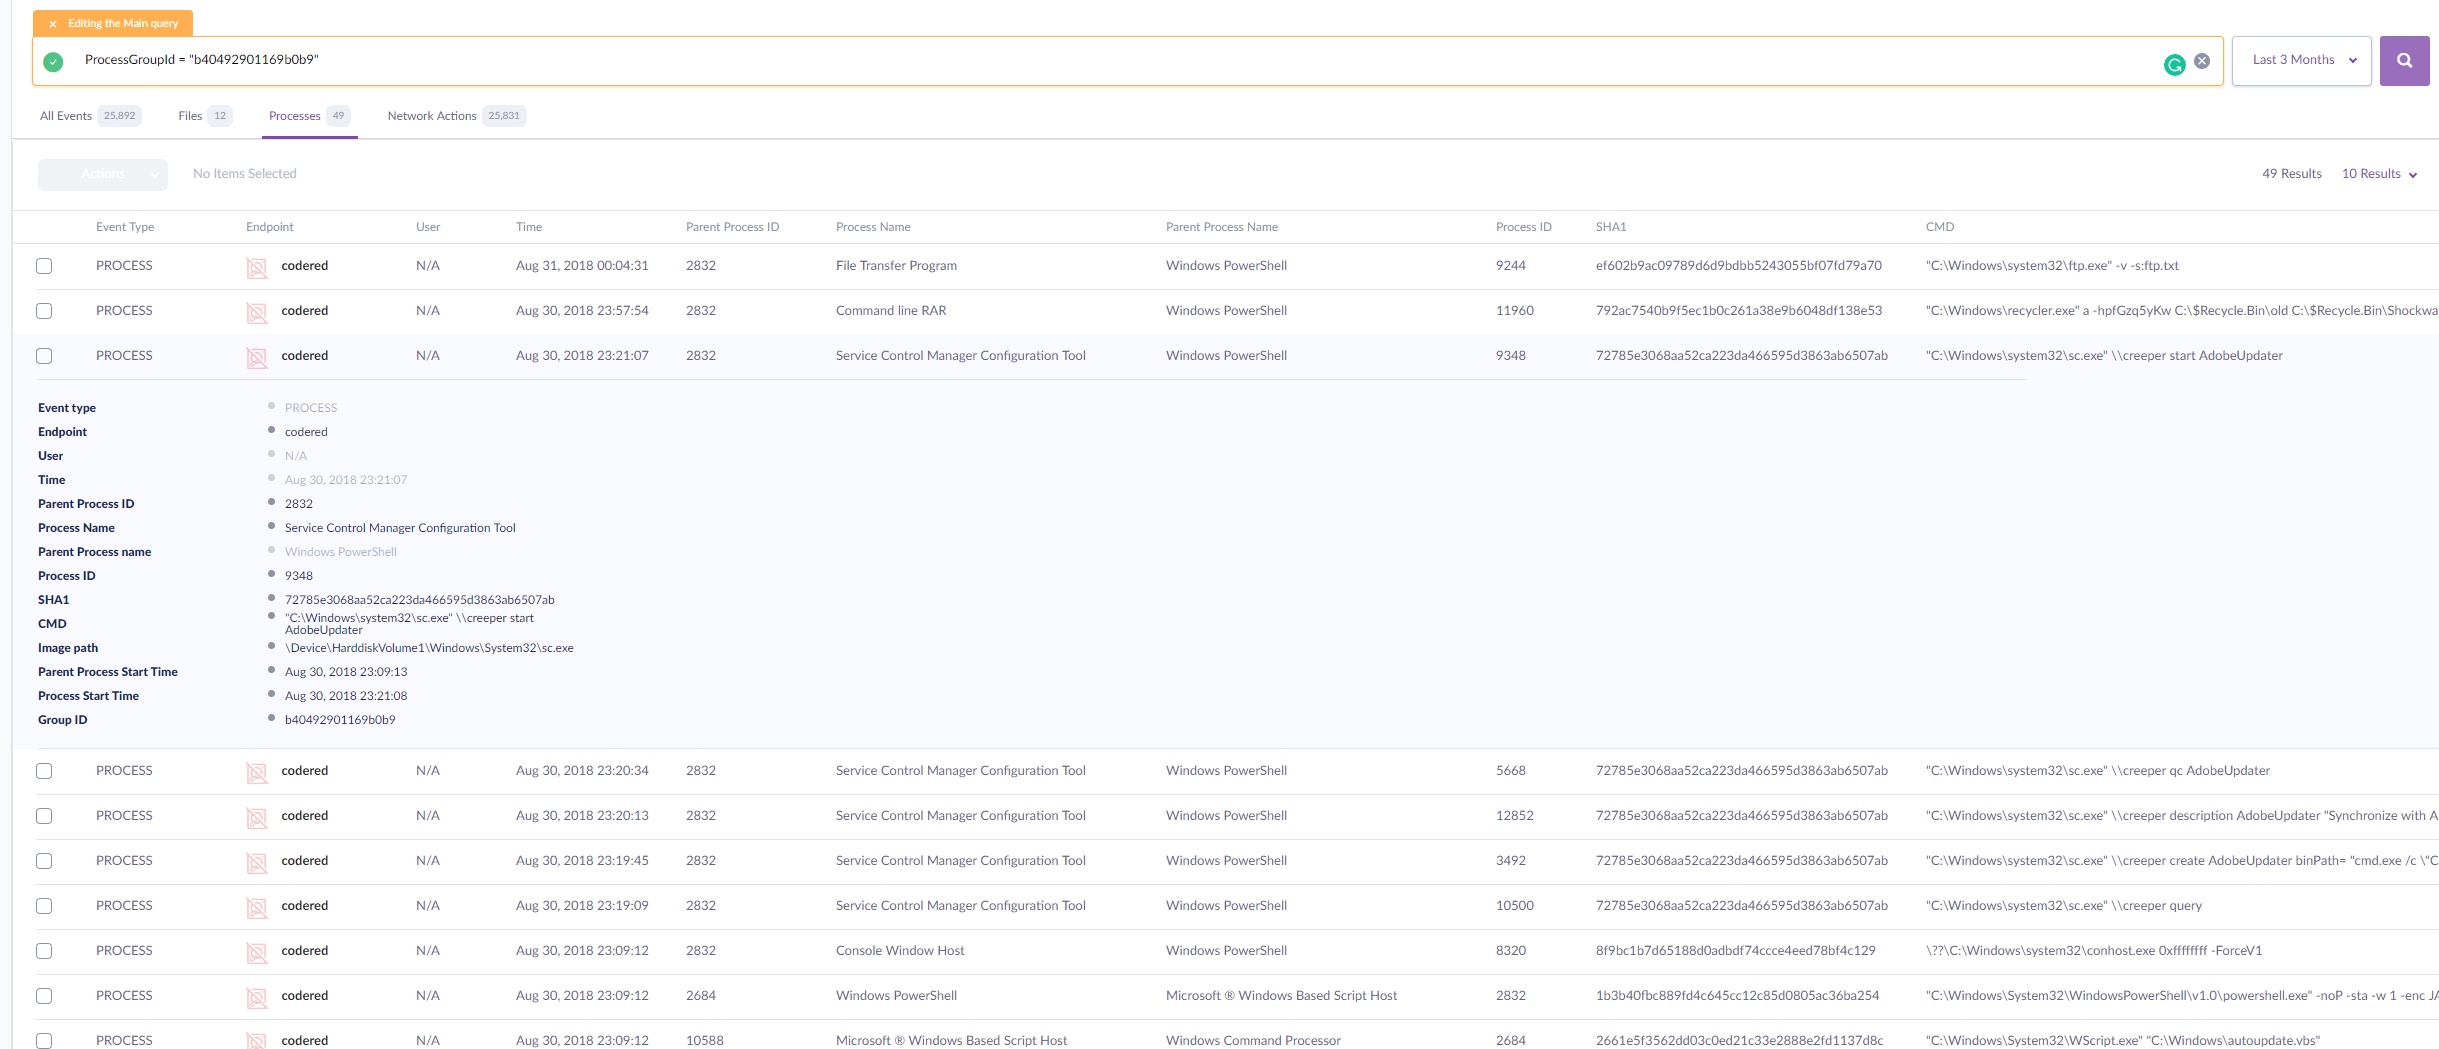 Editing the Main query
ProcessGroupId = "b40492901169b0b9"
Last 3 Months
All Events 25,892 Files 12 Processes 49 Network Actions 25,831
Actions No Items Selected 49 Results 10 Results
Event Type Endpoint User Time Parent Process ID Process Name Parent Process Name Process ID SHA1 CMD
PROCESS codered N/A Aug 31, 2018 00:04:31 2832 File Transfer Program Windows PowerShell 9244 ef602b9ac09789d6d9bdbb5243055bf07fd79a70 "C:\Windows\system32\ftp.exe" -v -s:ftp.txt
PROCESS codered N/A Aug 30, 2018 23:57:54 2832 Command line RAR Windows PowerShell 11960 792ac7540b9f5ec1b0c261a38e9b6048df138e53 "C:\Windows\recycler.exe" a -hpfGzq5yKw C:\$Recycle.Bin\old C:\$Recycle.Bin\Shockwa
PROCESS codered N/A Aug 30, 2018 23:21:07 2832 Service Control Manager Configuration Tool Windows PowerShell 9348 72785e3068aa52ca223da466595d3863ab6507ab "C:\Windows\system32\sc.exe" \\creeper start AdobeUpdater
Event type PROCESS
Endpoint codered
User N/A
Time Aug 30, 2018 23:21:07
Parent Process ID 2832
Process Name Service Control Manager Configuration Tool
Parent Process name Windows PowerShell
Process ID 9348
SHA1 72785e3068aa52ca223da466595d3863ab6507ab
CMD "C:\Windows\system32\sc.exe" \\creeper start
AdobeUpdater
Image path \Device\HarddiskVolume1\Windows\System32\sc.exe
Parent Process Start Time Aug 30, 2018 23:09:13
Process Start Time Aug 30, 2018 23:21:08
Group ID b40492901169b0b9
PROCESS codered N/A Aug 30, 2018 23:20:34 2832 Service Control Manager Configuration Tool Windows PowerShell 5668 72785e3068aa52ca223da466595d3863ab6507ab "C:\Windows\system32\sc.exe" \\creeper qc AdobeUpdater
PROCESS codered N/A Aug 30, 2018 23:20:13 2832 Service Control Manager Configuration Tool Windows PowerShell 12852 72785e3068aa52ca223da466595d3863ab6507ab "C:\Windows\system32\sc.exe" \\creeper description AdobeUpdater "Synchronize with A
PROCESS codered N/A Aug 30, 2018 23:19:45 2832 Service Control Manager Configuration Tool Windows PowerShell 3492 72785e3068aa52ca223da466595d3863ab6507ab "C:\Windows\system32\sc.exe" \\creeper create AdobeUpdater binPath= "cmd.exe /c \"C
PROCESS codered N/A Aug 30, 2018 23:19:09 2832 Service Control Manager Configuration Tool Windows PowerShell 10500 72785e3068aa52ca223da466595d3863ab6507ab "C:\Windows\system32\sc.exe" \\creeper query
PROCESS codered N/A Aug 30, 2018 23:09:12 2832 Console Window Host Windows PowerShell 8320 8f9bc1b7d65188d0adbdf74ccce4eed78bf4c129 \??\C:\Windows\system32\conhost.exe 0xffffffff -ForceV1
PROCESS codered N/A Aug 30, 2018 23:09:12 2684 Windows PowerShell Microsoft ® Windows Based Script Host 2832 1b3b40fbc889fd4c645cc12c85d0805ac36ba254 "C:\Windows\System32\WindowsPowerShell\v1.0\powershell.exe" -noP -sta -w 1 -enc JA
PROCESS codered N/A Aug 30, 2018 23:09:12 10588 Microsoft ® Windows Based Script Host Windows Command Processor 2684 2661e5f3562dd03c0ed21c33e2888e2fd1137d8c "C:\Windows\System32\WScript.exe" "C:\Windows\autoupdate.vbs"